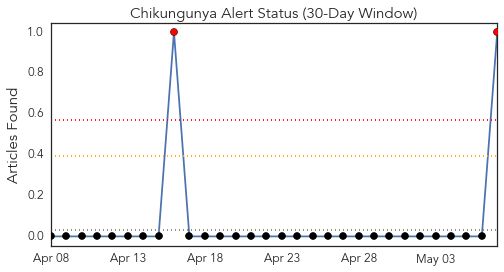 Chikungunya Alert Status (30-Day Window)
Articles Found
1.0
0.8
0.6
0.4
0.2
0.0
Apr 08
Apr 13
Apr 18
Apr 23
Apr 28
May 03